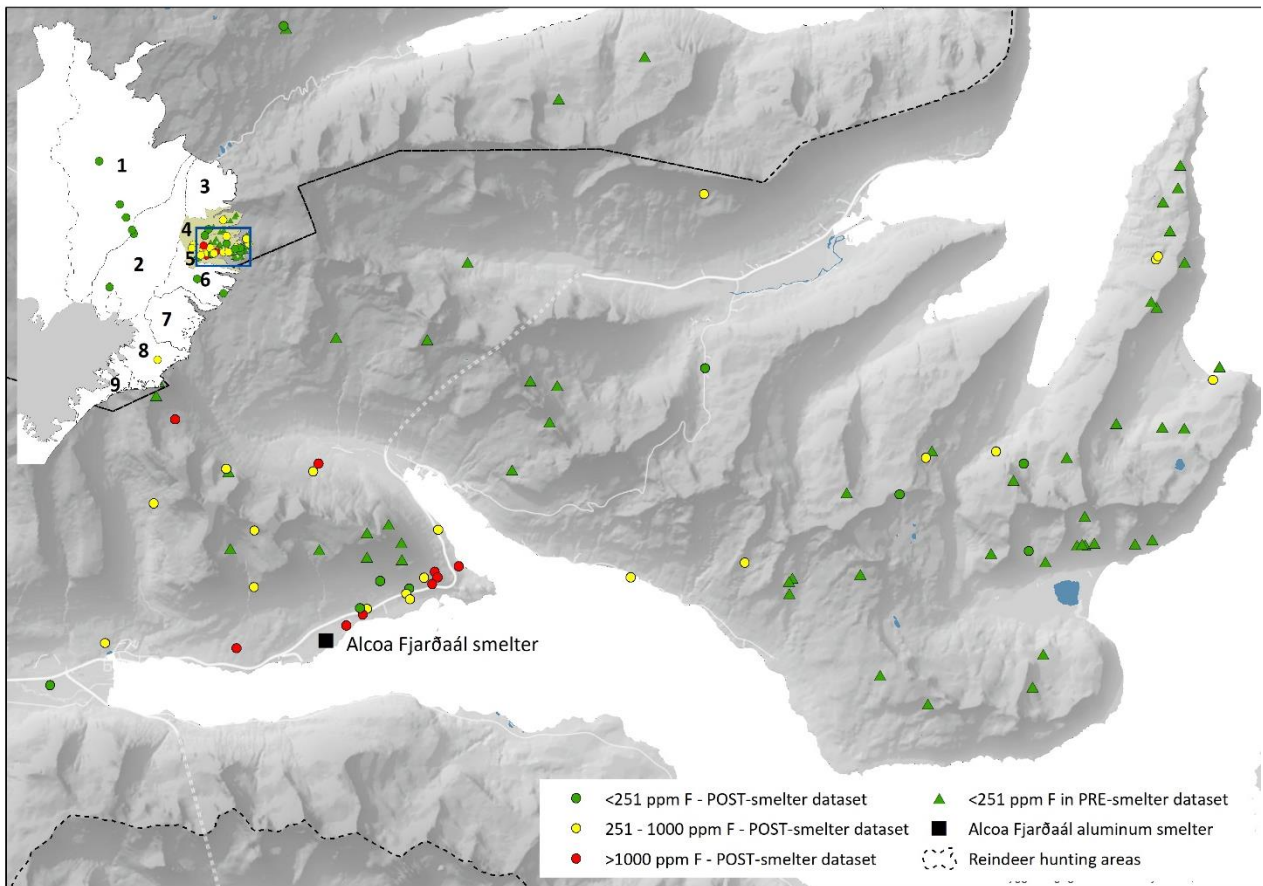 1
3
4
2
5
6
7
8
9
Alcoa Fjarðaál smelter
<251 ppm F - POST-smelter dataset
251 - 1000 ppm F - POST-smelter dataset
>1000 ppm F - POST-smelter dataset
<251 ppm F in PRE-smelter dataset
Alcoa Fjarðaál aluminum smelter
Reindeer hunting areas